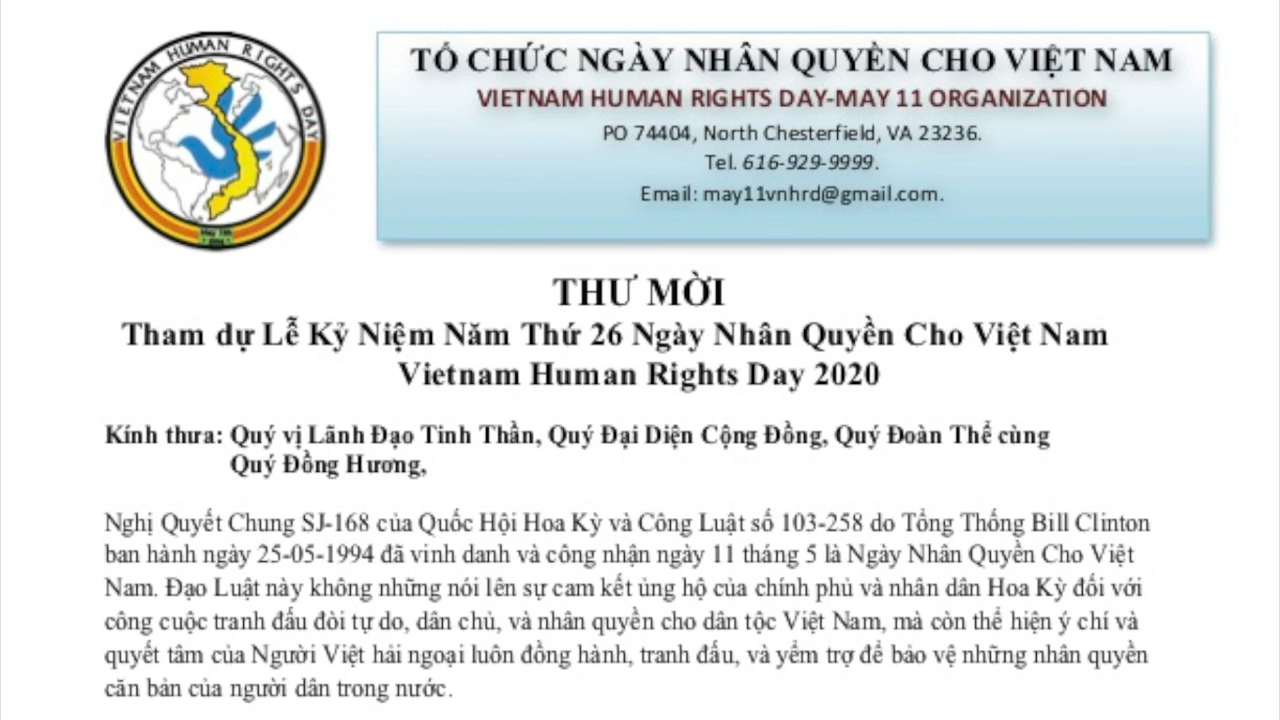 VIETNAM HUMAN RIGHTS DAY
May 11th
TỔ CHỨC NGÀY NHÂN QUYỀN CHO VIỆT NAM
VIETNAM HUMAN RIGHTS DAY-MAY 11 ORGANIZATION
PO 74404, North Chesterfield, VA 23236.
Tel. 616-929-9999.
Email: may11vnhrd@gmail.com.
THƯ MỜI
Tham dự Lễ Kỷ Niệm Năm Thứ 26 Ngày Nhân Quyền Cho Việt Nam
Vietnam Human Rights Day 2020
Kính thưa: Quý vị Lãnh Đạo Tinh Thần, Quý Đại Diện Cộng Đồng, Quý Đoàn Thể cùng
Quý Đồng Hương,
Nghị Quyết Chung SJ-168 của Quốc Hội Hoa Kỳ và Công Luật số 103-258 do Tổng Thống Bill Clinton
ban hành ngày 25-05-1994 đã vinh danh và công nhận ngày 11 tháng 5 là Ngày Nhân Quyền Cho Việt
Nam. Đạo Luật này không những nói lên sự cam kết ủng hộ của chính phủ và nhân dân Hoa Kỳ đối với
công cuộc tranh đấu đòi tự do, dân chủ, và nhân quyền cho dân tộc Việt Nam, mà còn thể hiện ý chí và
quyết tâm của Người Việt hải ngoại luôn đồng hành, tranh đấu, và yểm trợ để bảo vệ những nhân quyền
căn bản của người dân trong nước.